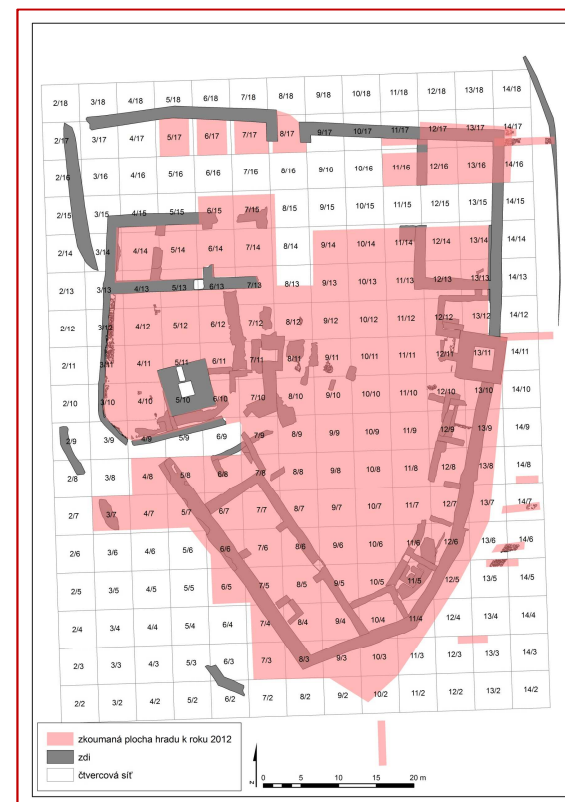 2/18 3/18 4/18 5/18 6/18 7/18 8/18 9/18 10/18 11/18 12/18 13/18 14/18
2/17 3/17 4/17 5/17 6/17 7/17 8/17 9/17 10/17 11/17 12/17 13/17 14/17
2/16 3/16 4/16 5/16 6/16 7/16 8/16 9/10 10/16 11/16 12/16 13/16 14/16
2/15 3/15 4/15 5/15 6/15 7/15 8/15 9/15 10/15 11/15 12/15 13/15 14/15
2/14 3/14 4/14 5/14 6/14 7/14 8/14 9/14 10/14 11/14 12/14 13/14 14/14
2/13 3/13 4/13 5/13 6/13 7/13 8/13 9/13 10/13 11/13 12/13 13/13 14/13
2/12 3/12 4/12 5/12 6/12 7/12 8/12 9/12 10/12 11/12 12/12 13/12 14/12
2/11 3/11 4/11 5/11 6/11 7/11 8/11 9/11 10/11 11/11 12/11 13/11 14/11
2/10 3/10 4/10 5/10 6/10 7/10 8/10 9/10 10/10 11/10 12/10 13/10 14/10
2/9 3/9 4/9 5/9 6/9 7/9 8/9 9/9 10/9 11/9 12/9 13/9 14/9
2/8 3/8 4/8 5/8 6/8 7/8 8/8 9/8 10/8 11/8 12/8 13/8 14/8
2/7 3/7 4/7 5/7 6/7 7/7 8/7 9/7 10/7 11/7 12/7 13/7 14/7
2/6 3/6 4/6 5/6 6/6 7/6 8/6 9/6 10/6 11/6 12/6 13/6 14/6
2/5 3/5 4/5 5/5 6/5 7/5 8/5 9/5 10/5 11/5 12/5 13/5 14/5
2/4 3/4 4/4 5/4 6/4 7/4 8/4 9/4 10/4 11/4 12/4 13/4 14/4
2/3 3/3 4/3 5/3 6/3 7/3 8/3 9/3 10/3 11/3 12/3 13/3 14/3
2/2 3/2 4/2 5/2 6/2 7/2 8/2 9/2 10/2 11/2 12/2 13/2 14/2
zkoumaná plocha hradu k roku 2012
zdi
čtvercová síť
z
0 5 10 15 20 m